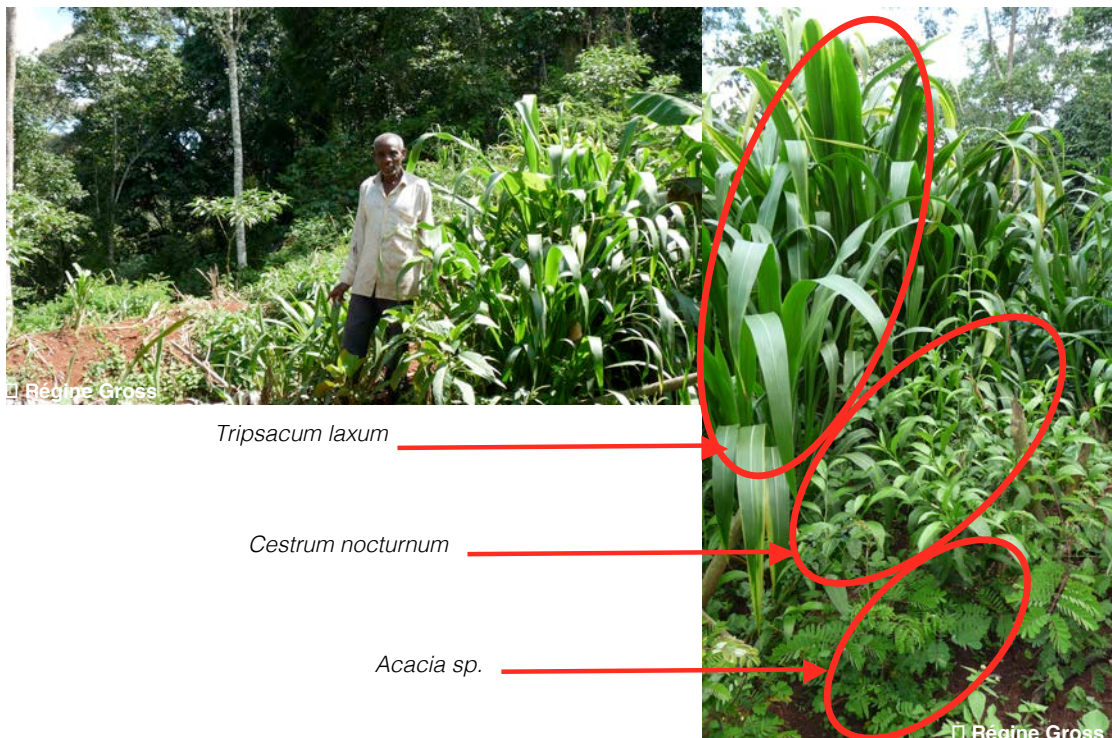 Régine Gross
Tripsacum laxum
Cestrum nocturnum
Acacia sp.
Régine Gross